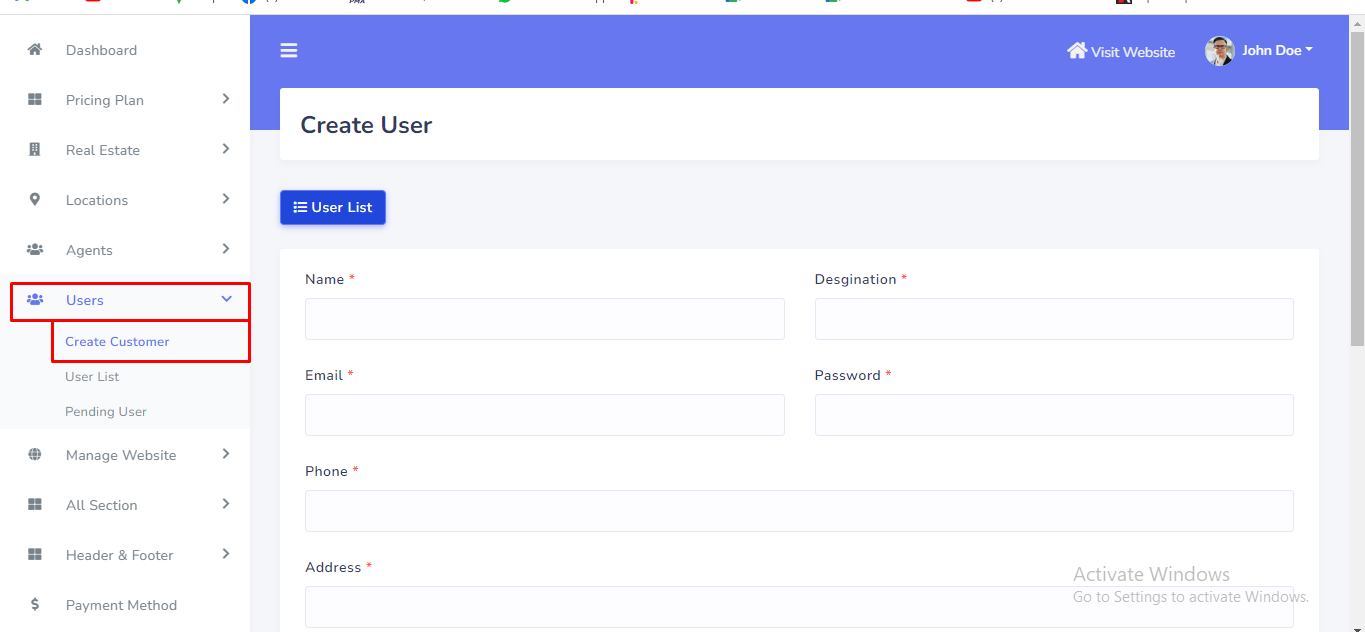 Visit Website
John Doe
Dashboard
Pricing Plan
Real Estate
Locations
Agents
Users
Create Customer
User List
Pending User
Manage Website
All Section
Header & Footer
Payment Method
Create User
User List
Name *
Desgination *
Email *
Password *
Phone *
Address *
Activate Windows
Go to Settings to activate Windows.